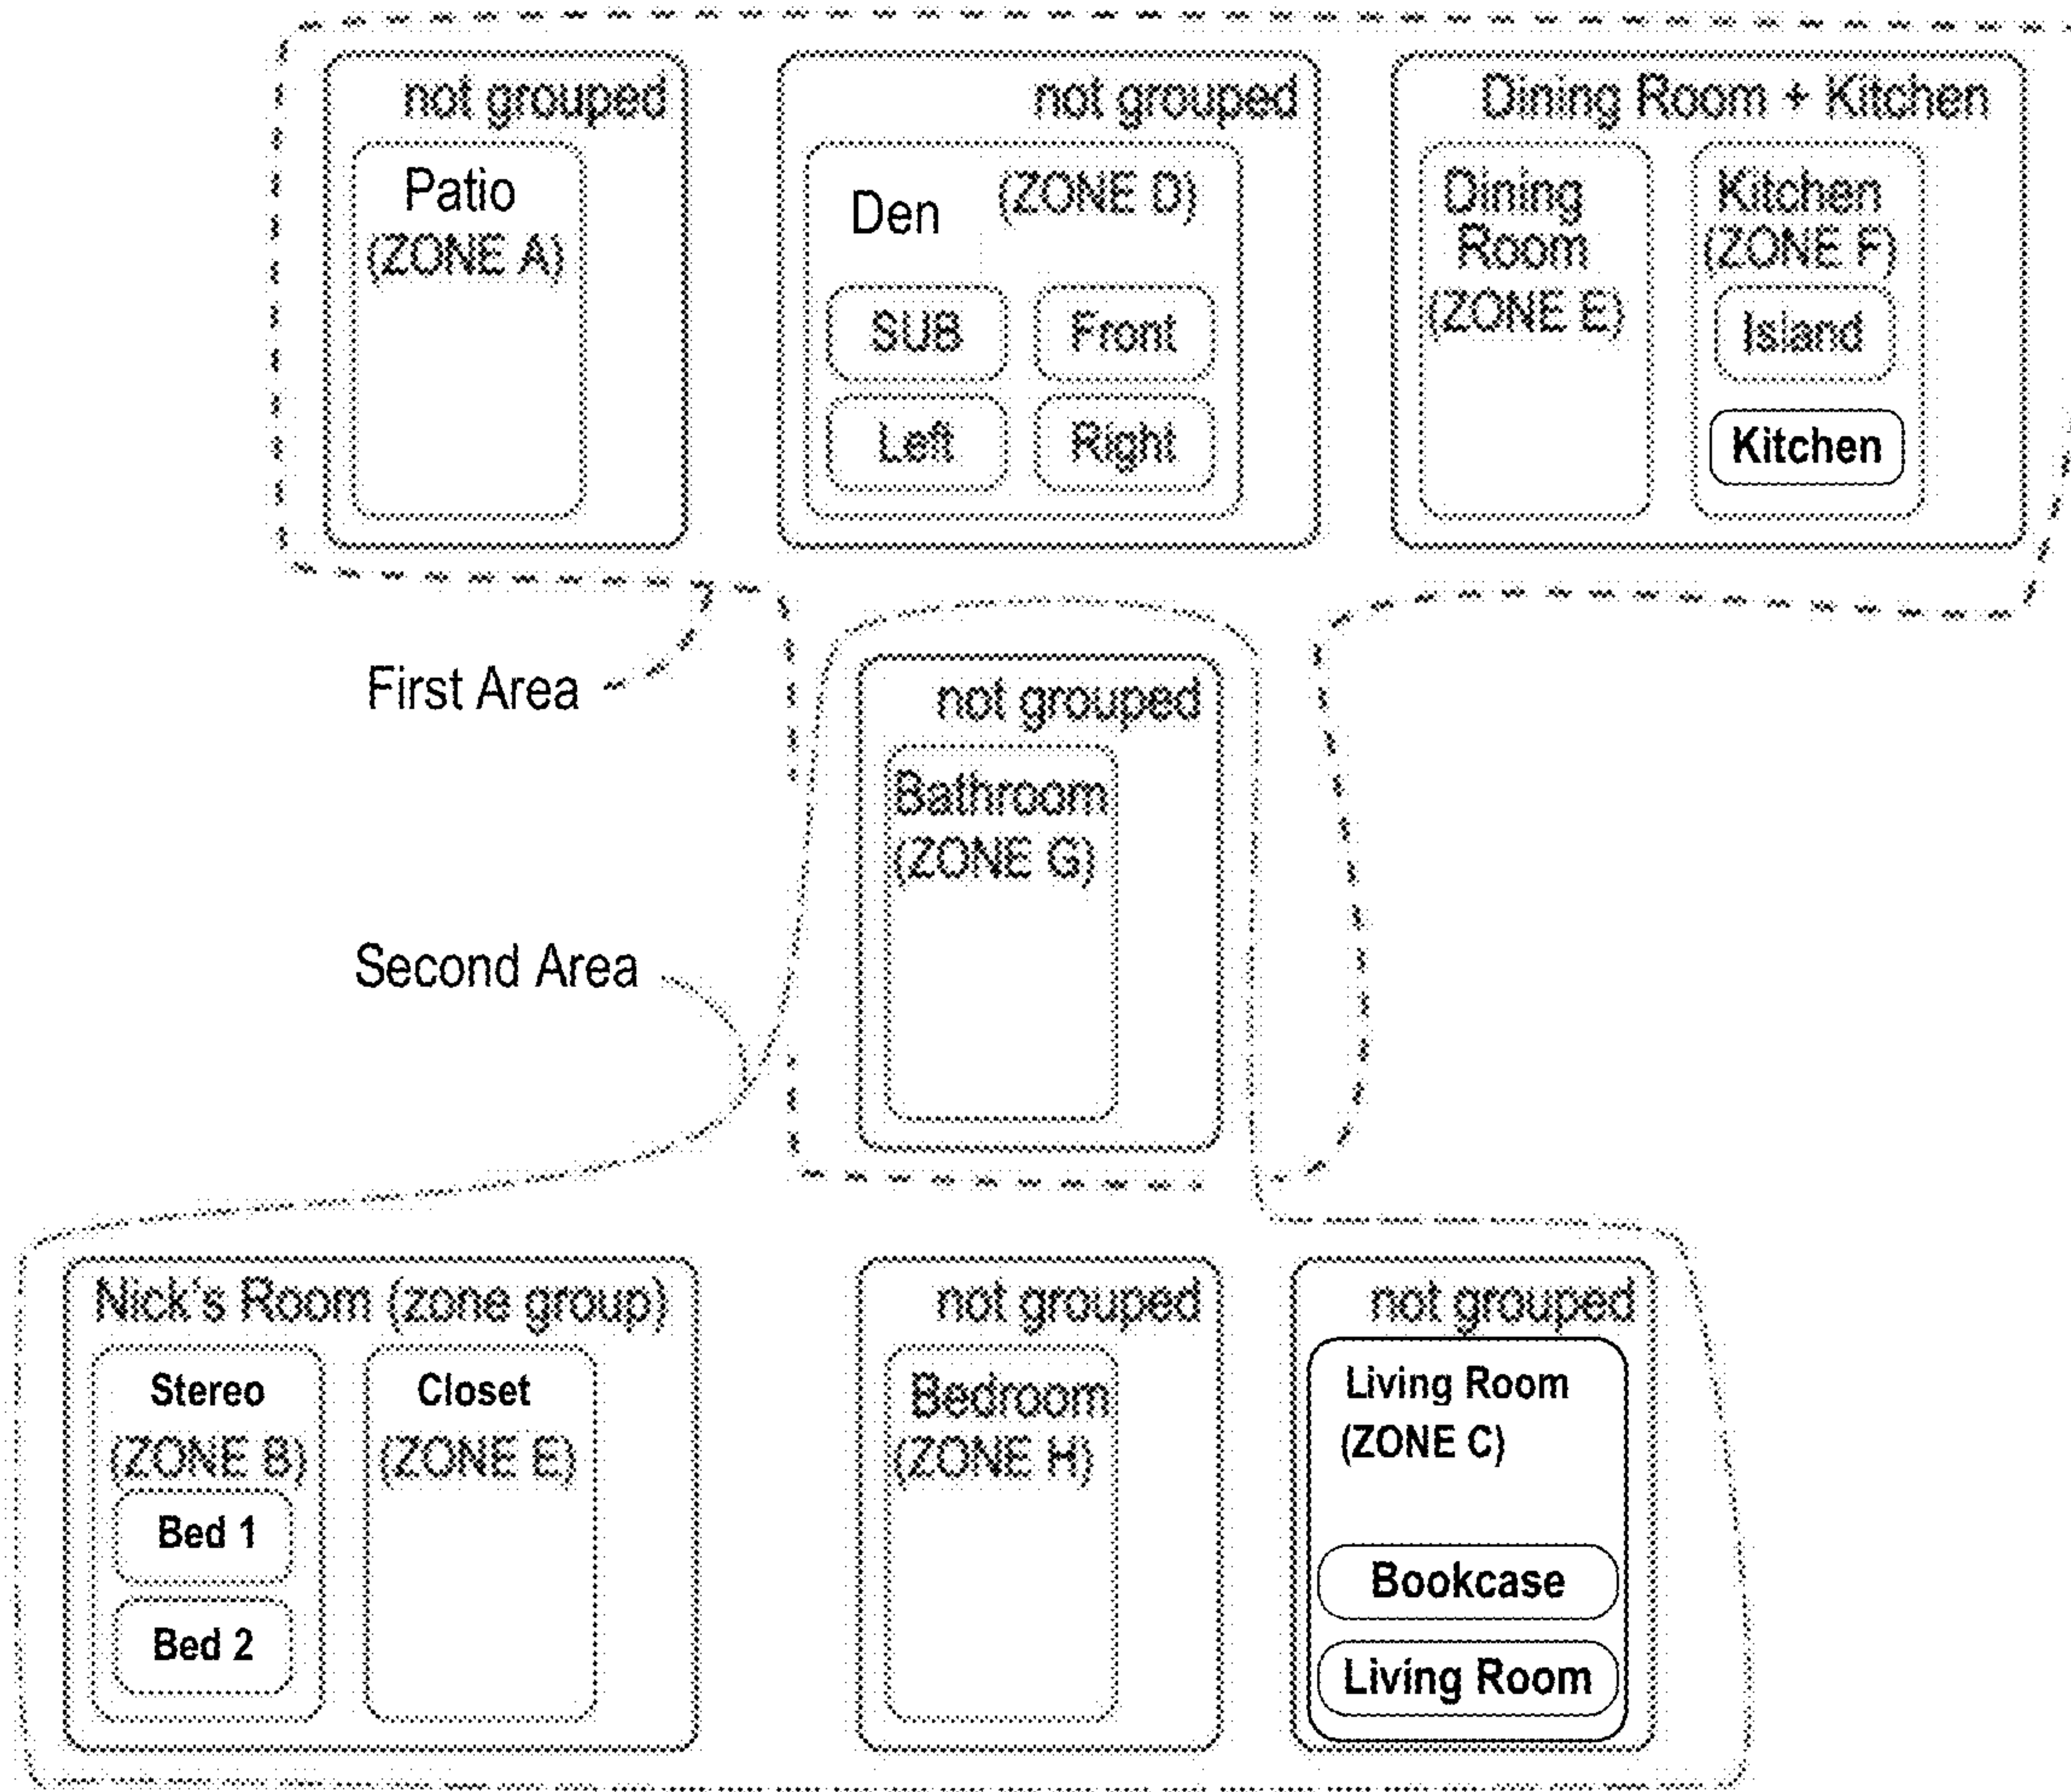 not grouped
Patio
(ZONE A)
not grouped
Den
(ZONE D)
SUB
Front
Left
Right
Dining Room + Kitchen
Dining
Room
(ZONE E)
Kitchen
(ZONE F)
Island
Kitchen
First Area
not grouped
Bathroom
(ZONE G)
Second Area
Nick's Room (zone group)
Stereo
(ZONE B)
Bed 1
Bed 2
Closet
(ZONE E)
not grouped
Bedroom
(ZONE H)
not grouped
Living Room
(ZONE C)
Bookcase
Living Room